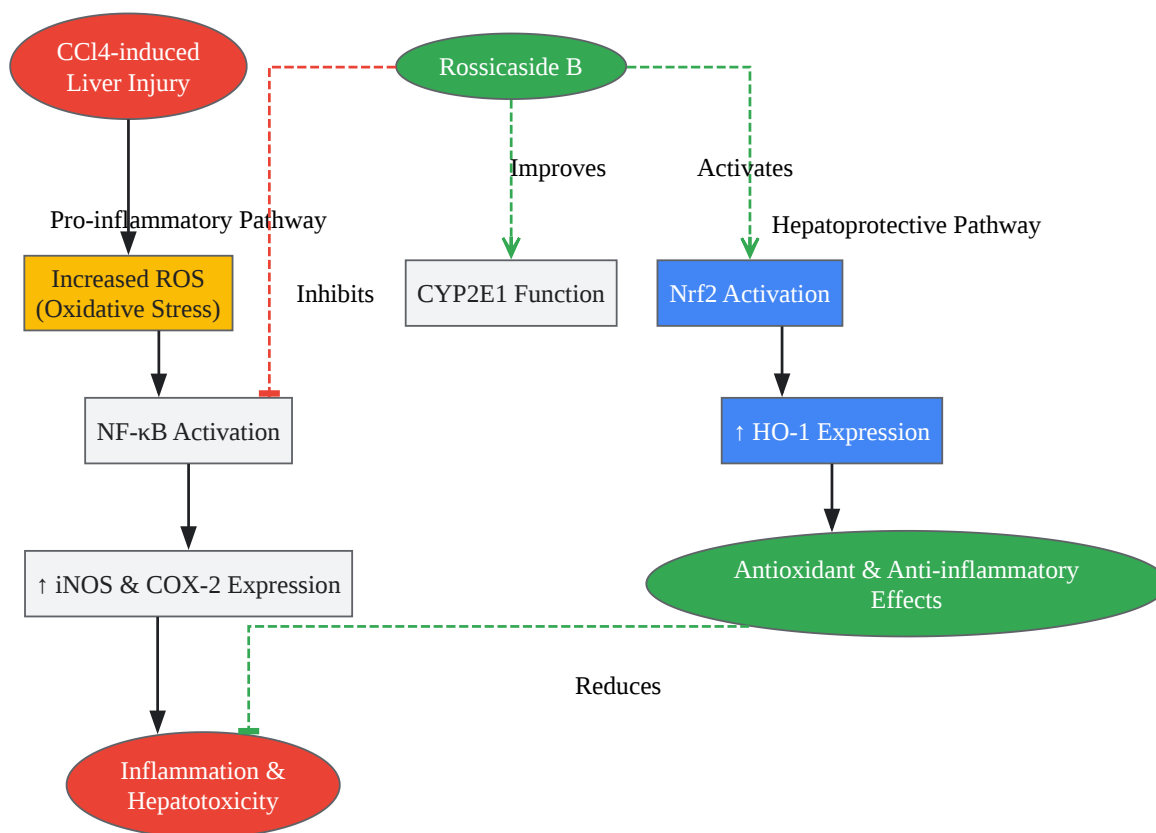 CCl4-induced
Liver Injury
Rossicaside B
Improves
Activates
Pro-inflammatory Pathway
Hepatoprotective Pathway
Increased ROS
(Oxidative Stress)
Inhibits
CYP2E1 Function
Nrf2 Activation
NF-κB Activation
↑ HO-1 Expression
↑ iNOS & COX-2 Expression
Antioxidant & Anti-inflammatory
Effects
Reduces
Inflammation &
Hepatotoxicity